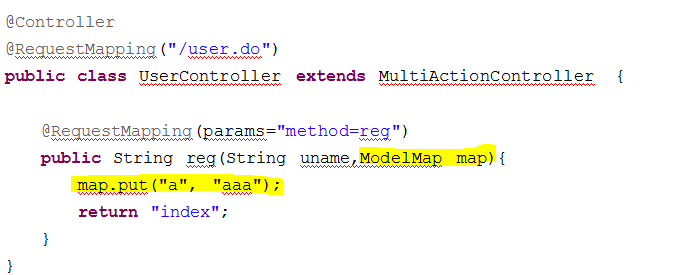 @Controller
@RequestMapping("/user.do")
public class UserController extends MultiActionController {
@RequestMapping(params="method=reg")
public String reg(String uname,ModelMap map){
map.put("a", "aaa");
return "index";
}
}